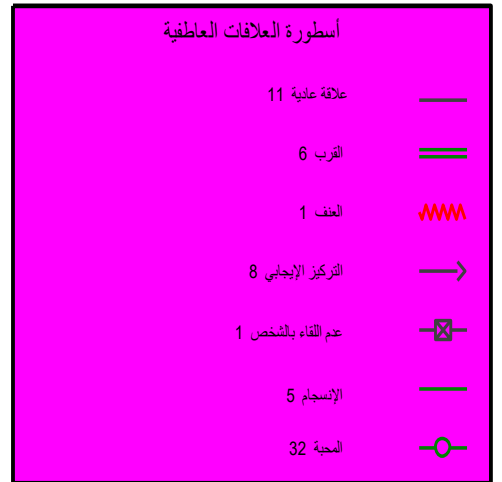 أسطورة العلاقات العاطفية
علاقة عادية 11
القرب 6
العنف 1
التركيز الإيجابي 8
عدم اللقاء بالشخص 1
الإنسجام 5
المحبة 32